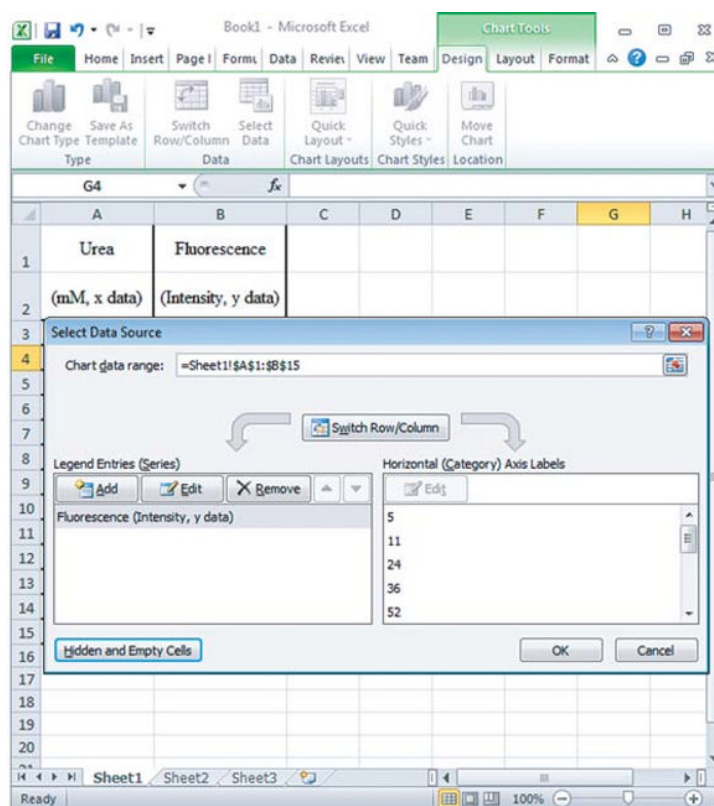 Book1 - Microsoft Excel
Chart Tools
File Home Insert Page l Formu Data Review View Team Design Layout Format
Change Chart Type
Save As Template
Switch Row/Column
Select Data
Quick Layout
Quick Styles
Move Chart
Type Data Chart Layouts Chart Styles Location
G4 fx
A B C D E F G H
1 Urea Fluorescence
2 (mM, x data) (Intensity, y data)
3
Select Data Source
4
Chart data range: =Sheet1!$A$1:$B$15
5
6
7
Switch Row/Column
8
Legend Entries (Series) Horizontal (Category) Axis Labels
9
Add Edit Remove Edit
10
Fluorescence (Intensity, y data) 5
11
11
24
12
36
13
52
14
15
16
Hidden and Empty Cells OK Cancel
17
18
19
20
Sheet1 Sheet2 Sheet3
Ready 100%